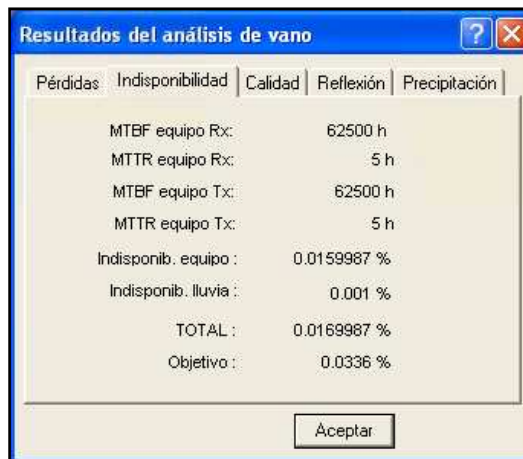 Resultados del análisis de vano
Pérdidas Indisponibilidad Calidad Reflexión Precipitación
MTBF equipo Rx: 62500 h
MTTR equipo Rx: 5 h
MTBF equipo Tx: 62500 h
MTTR equipo Tx: 5 h
Indisponib. equipo : 0.0159987 %
Indisponib. lluvia : 0.001 %
TOTAL : 0.0169987 %
Objetivo : 0.0336 %
Aceptar